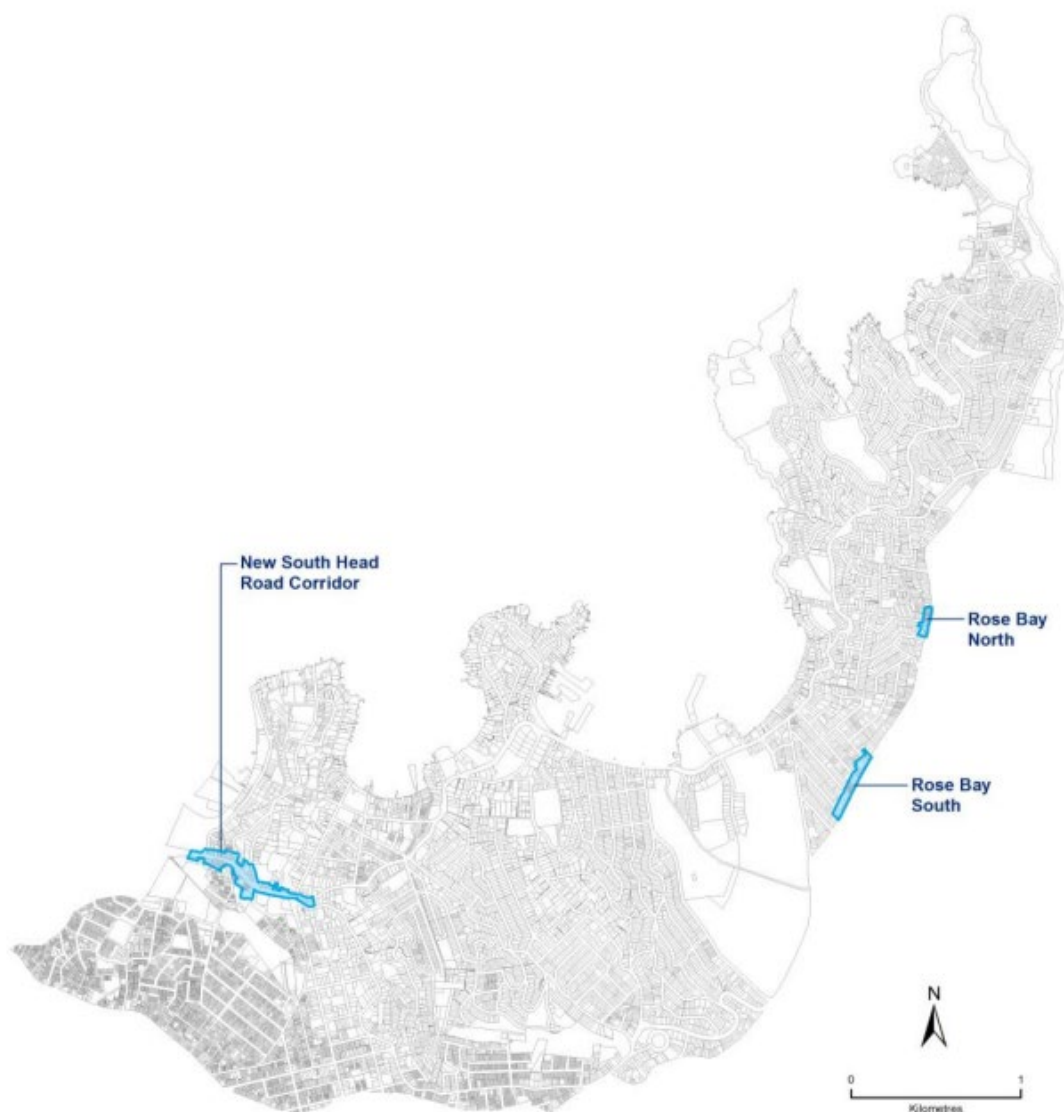 New South Head
Road Corridor
Rose Bay
North
Rose Bay
South
N
0 1
Kilometres